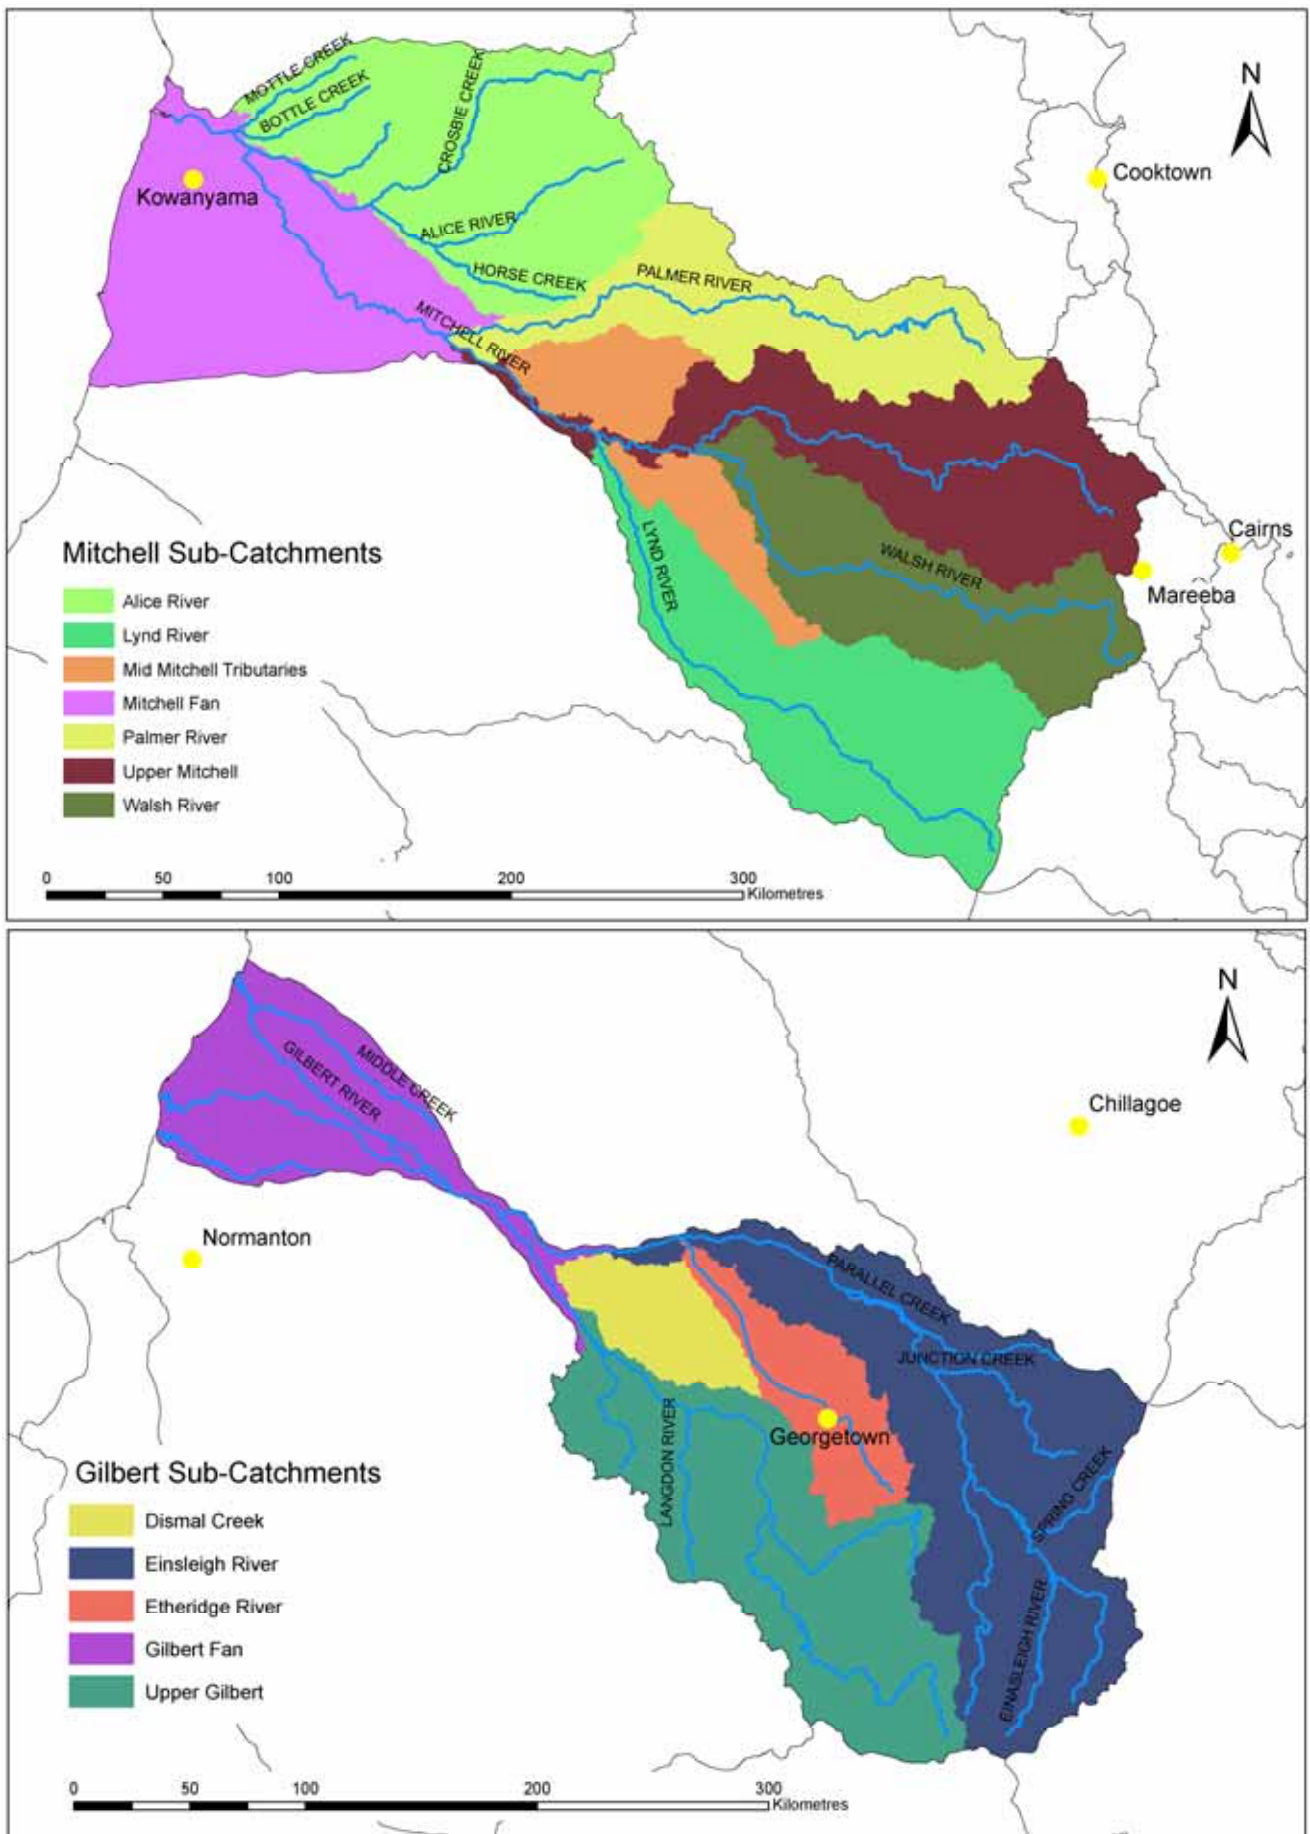 N
MOTTLE CREEK
BOTTLE CREEK
CROSBIE CREEK
Cooktown
Kowanyama
ALICE RIVER
HORSE CREEK
PALMER RIVER
MITCHELL RIVER
Cairns
LYND RIVER
WALSH RIVER
Mareeba
Mitchell Sub-Catchments
Alice River
Lynd River
Mid Mitchell Tributaries
Mitchell Fan
Palmer River
Upper Mitchell
Walsh River
0 50 100 200 300
Kilometres
N
GILBERT RIVER
MIDDLE CREEK
Chillagoe
Normanton
PARALLEL CREEK
JUNCTION CREEK
LANGDON RIVER
Georgetown
SPRING CREEK
EINASLEIGH RIVER
Gilbert Sub-Catchments
Dismal Creek
Einsleigh River
Etheridge River
Gilbert Fan
Upper Gilbert
0 50 100 200 300
Kilometres